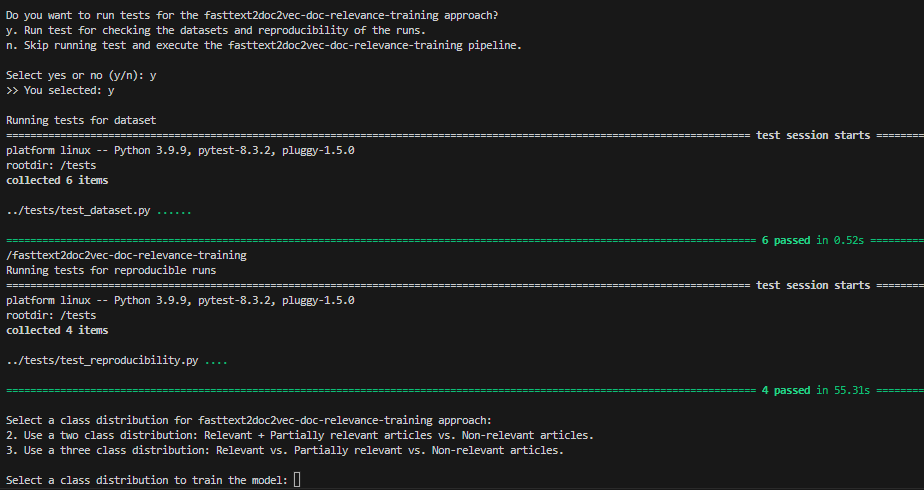 Do you want to run tests for the fasttext2doc2vec-doc-relevance-training approach?
y. Run test for checking the datasets and reproducibility of the runs.
n. Skip running test and execute the fasttext2doc2vec-doc-relevance-training pipeline.
Select yes or no (y/n): y
>> You selected: y
Running tests for dataset
test session starts
platform linux -- Python 3.9.9, pytest-8.3.2, pluggy-1.5.0
rootdir: /tests
collected 6 items
../tests/test_dataset.py ......
6 passed in 0.52s
/fasttext2doc2vec-doc-relevance-training
Running tests for reproducible runs
test session starts
platform linux -- Python 3.9.9, pytest-8.3.2, pluggy-1.5.0
rootdir: /tests
collected 4 items
../tests/test_reproducibility.py ....
4 passed in 55.31s
Select a class distribution for fasttext2doc2vec-doc-relevance-training approach:
2. Use a two class distribution: Relevant + Partially relevant articles vs. Non-relevant articles.
3. Use a three class distribution: Relevant vs. Partially relevant vs. Non-relevant articles.
Select a class distribution to train the model: